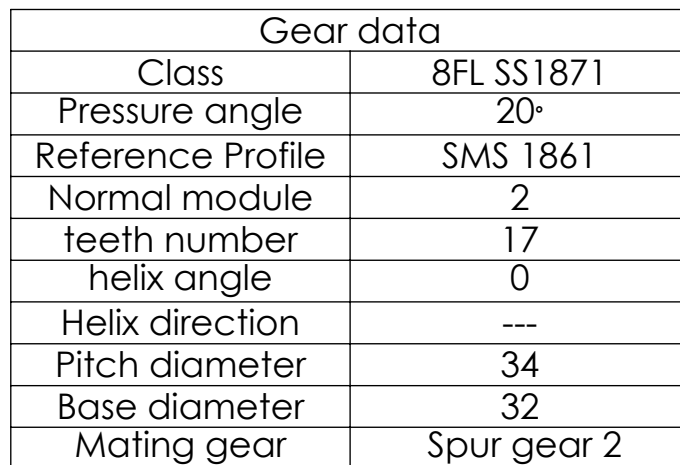 Gear data
Class 8FL SS1871
Pressure angle 20°
Reference Profile SMS 1861
Normal module 2
teeth number 17
helix angle 0
Helix direction ---
Pitch diameter 34
Base diameter 32
Mating gear Spur gear 2